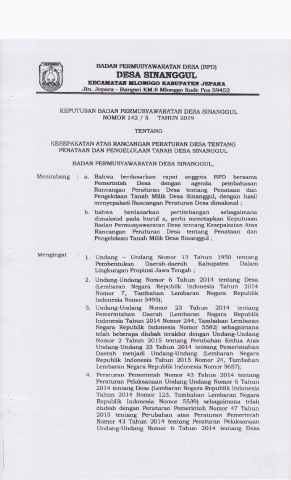 BADAN PERMUSYAWARATAN DESA (BPD)
DESA SINANGGUL
KECAMATAN MLONGGO KABUPATEN JEPARA
Jln. Jepara - Bangsri KM.8 Mlonggo Kode Pos 59452
KEPUTUSAN BADAN PERMUSYAWARATAN DESA SINANGGUL
NOMOR 142 / 5 TAHUN 2019
TENTANG
KESEPAKATAN ATAS RANCANGAN PERATURAN DESA TENTANG
PENATAAN DAN PENGELOLAAN TANAH DESA SINANGGUL
BADAN PERMUSYAWARATAN DESA SINANGGUL,
Menimbang : a. Bahwa berdasarkan rapat anggota BPD bersama
Pemerintah Desa dengan agenda pembahasan
Rancangan Peraturan Desa tentang Penataan dan
Pengelolaan Tanah Milik Desa Sinanggul, dengan hasil
menyepakati Rancangan Peraturan Desa dimaksud ;
b. bahwa berdasarkan pertimbangan sebagaimana
dimaksud pada huruf a, perlu menetapkan Keputusan
Badan Permusyawaratan Desa tentang Kesepakatan Atas
Rancangan Peraturan Desa tentang Penataan dan
Pengelolaan Tanah Milik Desa Sinanggul ;
Mengingat : 1. Undang - Undang Nomor 13 Tahun 1950 tentang
Pembentukan Daerah-daerah Kabupaten Dalam
Lingkungan Propinsi Jawa Tengah ;
2. Undang-Undang Nomor 6 Tahun 2014 tentang Desa
(Lembaran Negara Republik Indonesia Tahun 2014
Nomor 7, Tambahan Lembaran Negara Republik
Indonesia Nomor 5495);
3. Undang-Undang Nomor 23 Tahun 2014 tentang
Pemerintahan Daerah (Lembaran Negara Republik
Indonesia Tahun 2014 Nomor 244, Tambahan Lembaran
Negara Republik Indonesia Nomor 5582) sebagaimana
telah diubah beberapa terakhir dengan Undang-Undang
Nomor 2 Tahun 2015 tentang Perubahan Kedua Atas
Undang-Undang 23 Tahun 2014 tentang Pemerintahan
Daerah menjadi Undang-Undang (Lembaran Negara
Republik Indonesia Tahun 2015 Nomor 24, Tambahan
Lembaran Negara Republik Indonesia Nomor 5657);
4. Peraturan Pemerintah Nomor 43 Tahun 2014 tentang
Peraturan Pelaksanaan Undang-Undang Nomor 6 Tahun
2014 tentang Desa (Lembaran Negara Republik Indonesia
Tahun 2014 Nomor 123, Tambahan Lembaran Negara
Republik Indonesia Nomor 5539) sebagaimana telah
diubah dengan Peraturan Pemerintah Nomor 47 Tahun
2015 tentang Perubahan atas Peraturan Pemerintah
Nomor 43 Tahun 2014 tentang Peraturan Pelaksanaan
Undang-Undang Nomor 6 Tahun 2014 tentang Desa